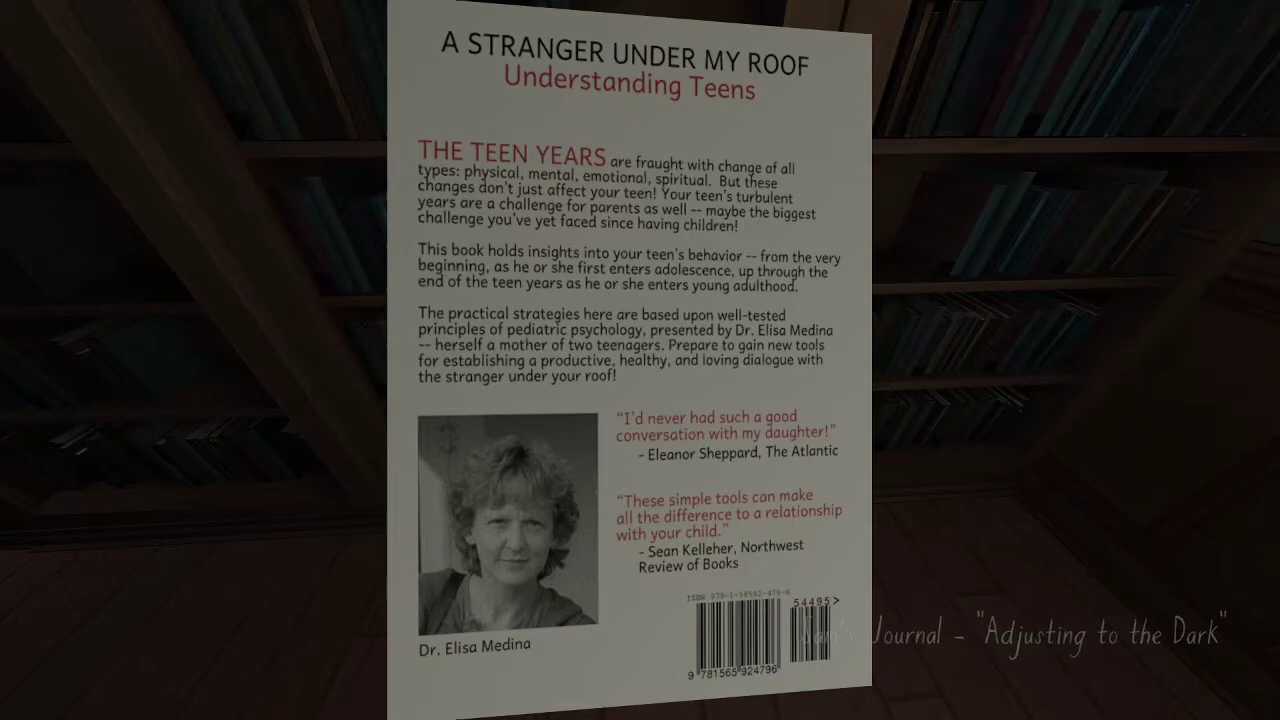 A STRANGER UNDER MY ROOF
Understanding Teens
THE TEEN YEARS are fraught with change of all
types: physical, mental, emotional, spiritual. But these
changes don't just affect your teen! Your teen's turbulent
years are a challenge for parents as well -- maybe the biggest
challenge you've yet faced since having children!
This book holds insights into your teen's behavior -- from the very
beginning, as he or she first enters adolescence, up through the
end of the teen years as he or she enters young adulthood.
The practical strategies here are based upon well-tested
principles of pediatric psychology, presented by Dr. Elisa Medina
-- herself a mother of two teenagers. Prepare to gain new tools
for establishing a productive, healthy, and loving dialogue with
the stranger under your roof!
"I'd never had such a good
conversation with my daughter!"
- Eleanor Sheppard, The Atlantic
"These simple tools can make
all the difference to a relationship
with your child."
- Sean Kelleher, Northwest
Review of Books
Dr. Elisa Medina
ISBN 978-1-56592-479-6
54495>
9 781565 924796
Sam's Journal - "Adjusting to the Dark"